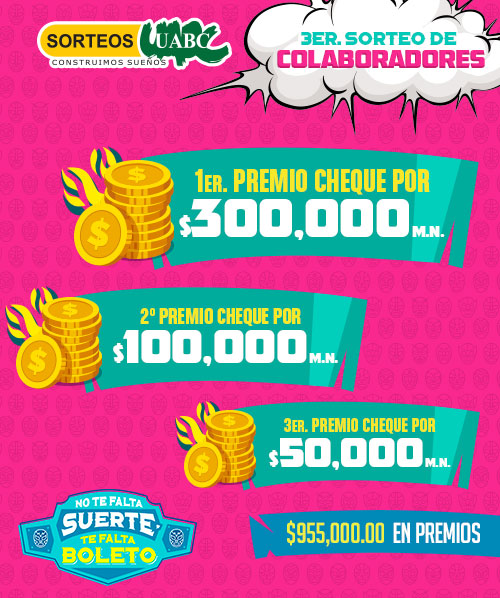 SORTEOS UABC
CONSTRUIMOS SUEÑOS
3ER. SORTEO DE
COLABORADORES
1ER. PREMIO CHEQUE POR
$300,000 M.N.
2º PREMIO CHEQUE POR
$100,000 M.N.
3ER. PREMIO CHEQUE POR
$50,000 M.N.
NO TE FALTA
SUERTE,
TE FALTA
BOLETO
$955,000.00 EN PREMIOS